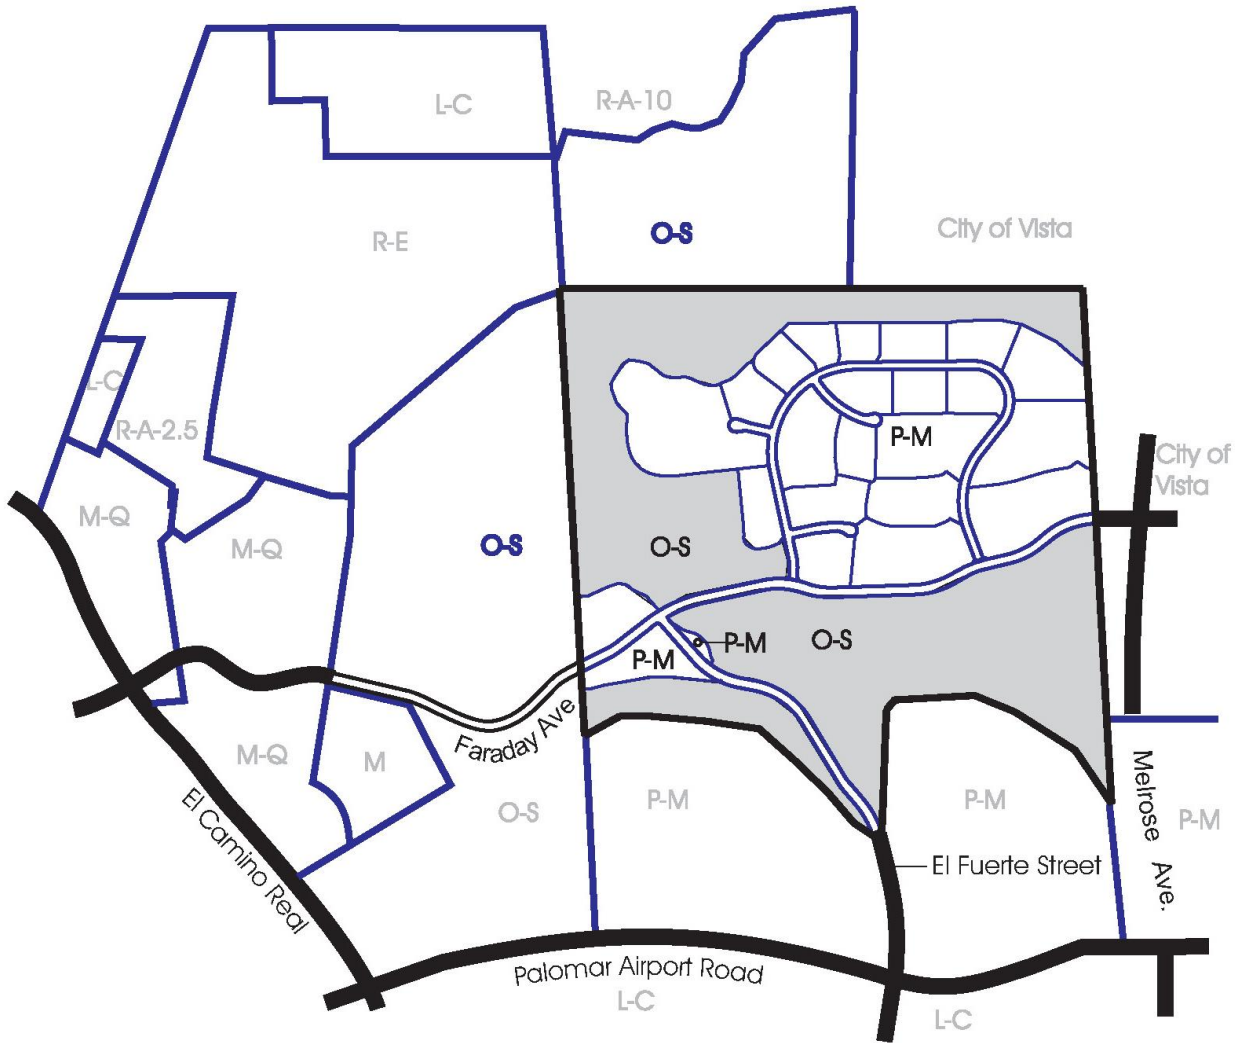 L-C
R-A-10
O-S
City of Vista
R-E
L-C
R-A-2.5
P-M
City of
Vista
M-Q
M-Q
O-S
O-S
P-M
O-S
P-M
Faraday Ave
M-Q
M
El Camino Real
O-S
P-M
P-M
Melrose Ave.
P-M
El Fuerte Street
Palomar Airport Road
L-C
L-C